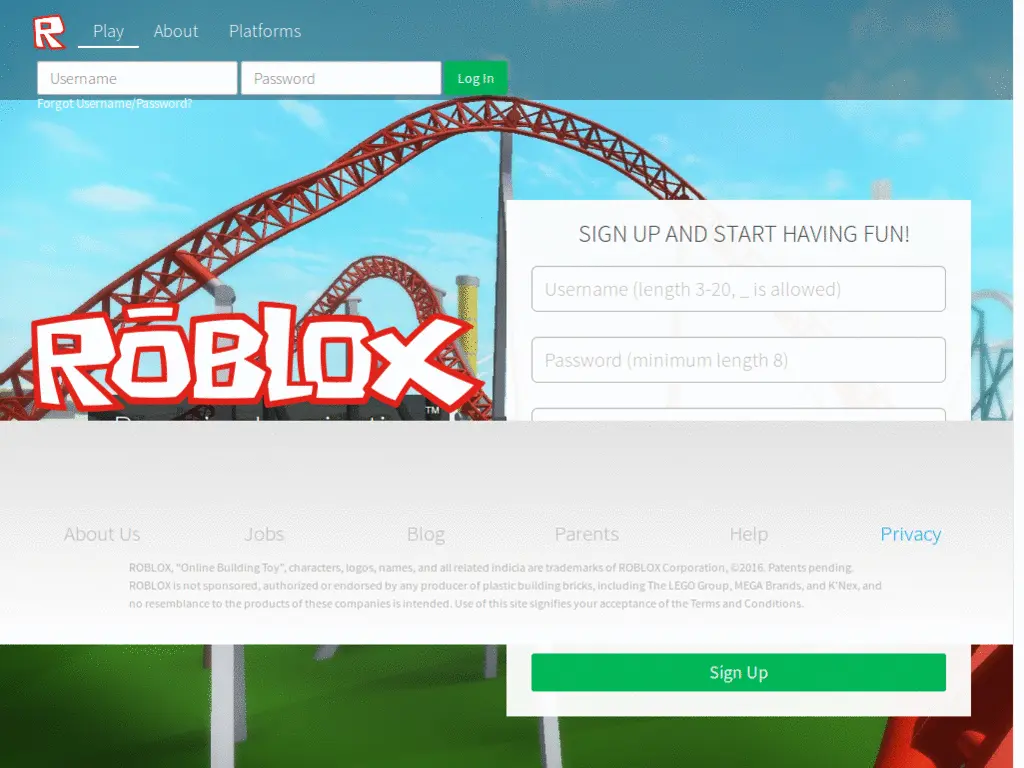 R Play About Platforms
Username Password Log In
Forgot Username/Password?
SIGN UP AND START HAVING FUN!
Username (length 3-20, _ is allowed)
Password (minimum length 8)
RŌBLOX
™
About Us Jobs Blog Parents Help Privacy
ROBLOX, "Online Building Toy", characters, logos, names, and all related indicia are trademarks of ROBLOX Corporation, ©2016. Patents pending.
ROBLOX is not sponsored, authorized or endorsed by any producer of plastic building bricks, including The LEGO Group, MEGA Brands, and K'Nex, and
no resemblance to the products of these companies is intended. Use of this site signifies your acceptance of the Terms and Conditions.
Sign Up